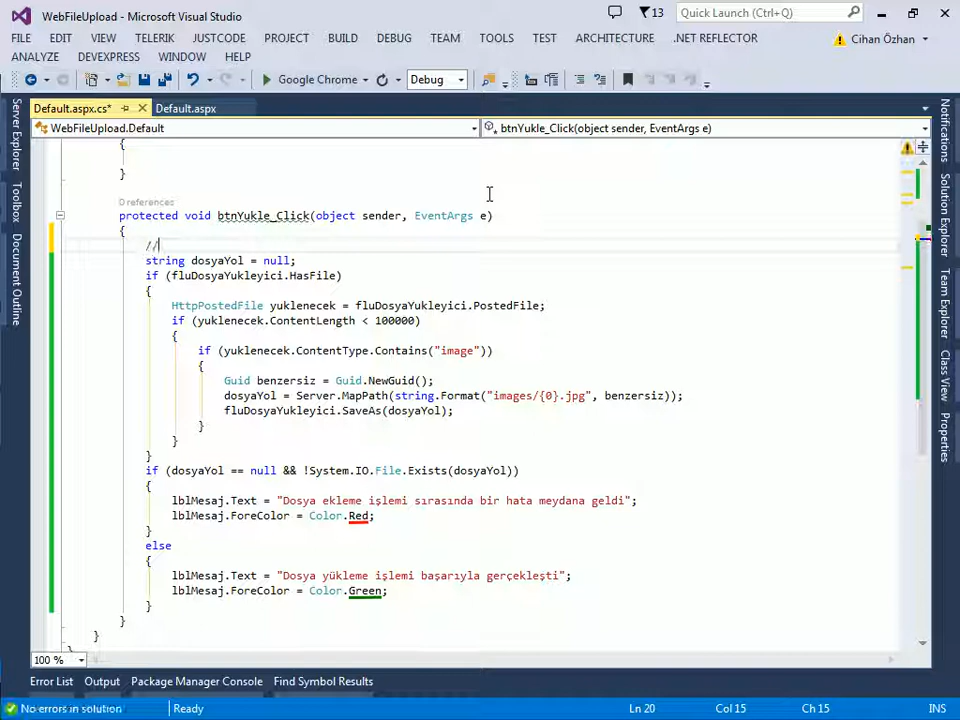 WebFileUpload - Microsoft Visual Studio
13
Quick Launch (Ctrl+Q)
FILE EDIT VIEW TELERIK JUSTCODE PROJECT BUILD DEBUG TEAM TOOLS TEST ARCHITECTURE .NET REFLECTOR
Cihan Özhan
ANALYZE DEVEXPRESS WINDOW HELP
Google Chrome
Debug
Default.aspx.cs*
Default.aspx
WebFileUpload.Default
btnYukle_Click(object sender, EventArgs e)
Server Explorer
Toolbox
Document Outline
Notifications
Solution Explorer
Team Explorer
Class View
Properties
{
}
0 references
protected void btnYukle_Click(object sender, EventArgs e)
{
//
string dosyaYol = null;
if (fluDosyaYukleyici.HasFile)
{
HttpPostedFile yuklenecek = fluDosyaYukleyici.PostedFile;
if (yuklenecek.ContentLength < 100000)
{
if (yuklenecek.ContentType.Contains("image"))
{
Guid benzersiz = Guid.NewGuid();
dosyaYol = Server.MapPath(string.Format("images/{0}.jpg", benzersiz));
fluDosyaYukleyici.SaveAs(dosyaYol);
}
}
}
if (dosyaYol == null && !System.IO.File.Exists(dosyaYol))
{
lblMesaj.Text = "Dosya ekleme işlemi sırasında bir hata meydana geldi";
lblMesaj.ForeColor = Color.Red;
}
else
{
lblMesaj.Text = "Dosya yükleme işlemi başarıyla gerçekleşti";
lblMesaj.ForeColor = Color.Green;
}
}
}
}
100 %
Error List Output Package Manager Console Find Symbol Results
No errors in solution
Ready
Ln 20
Col 15
Ch 15
INS